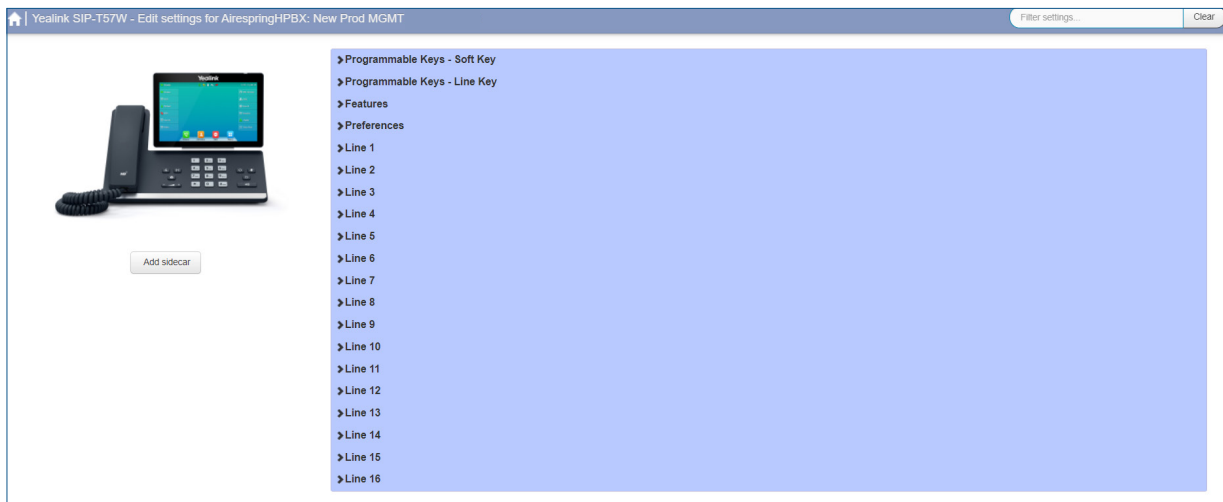 Yealink SIP-T57W - Edit settings for AirespringHPBX: New Prod MGMT
Filter settings...
Clear
Yealink
Add sidecar
Programmable Keys - Soft Key
Programmable Keys - Line Key
Features
Preferences
Line 1
Line 2
Line 3
Line 4
Line 5
Line 6
Line 7
Line 8
Line 9
Line 10
Line 11
Line 12
Line 13
Line 14
Line 15
Line 16